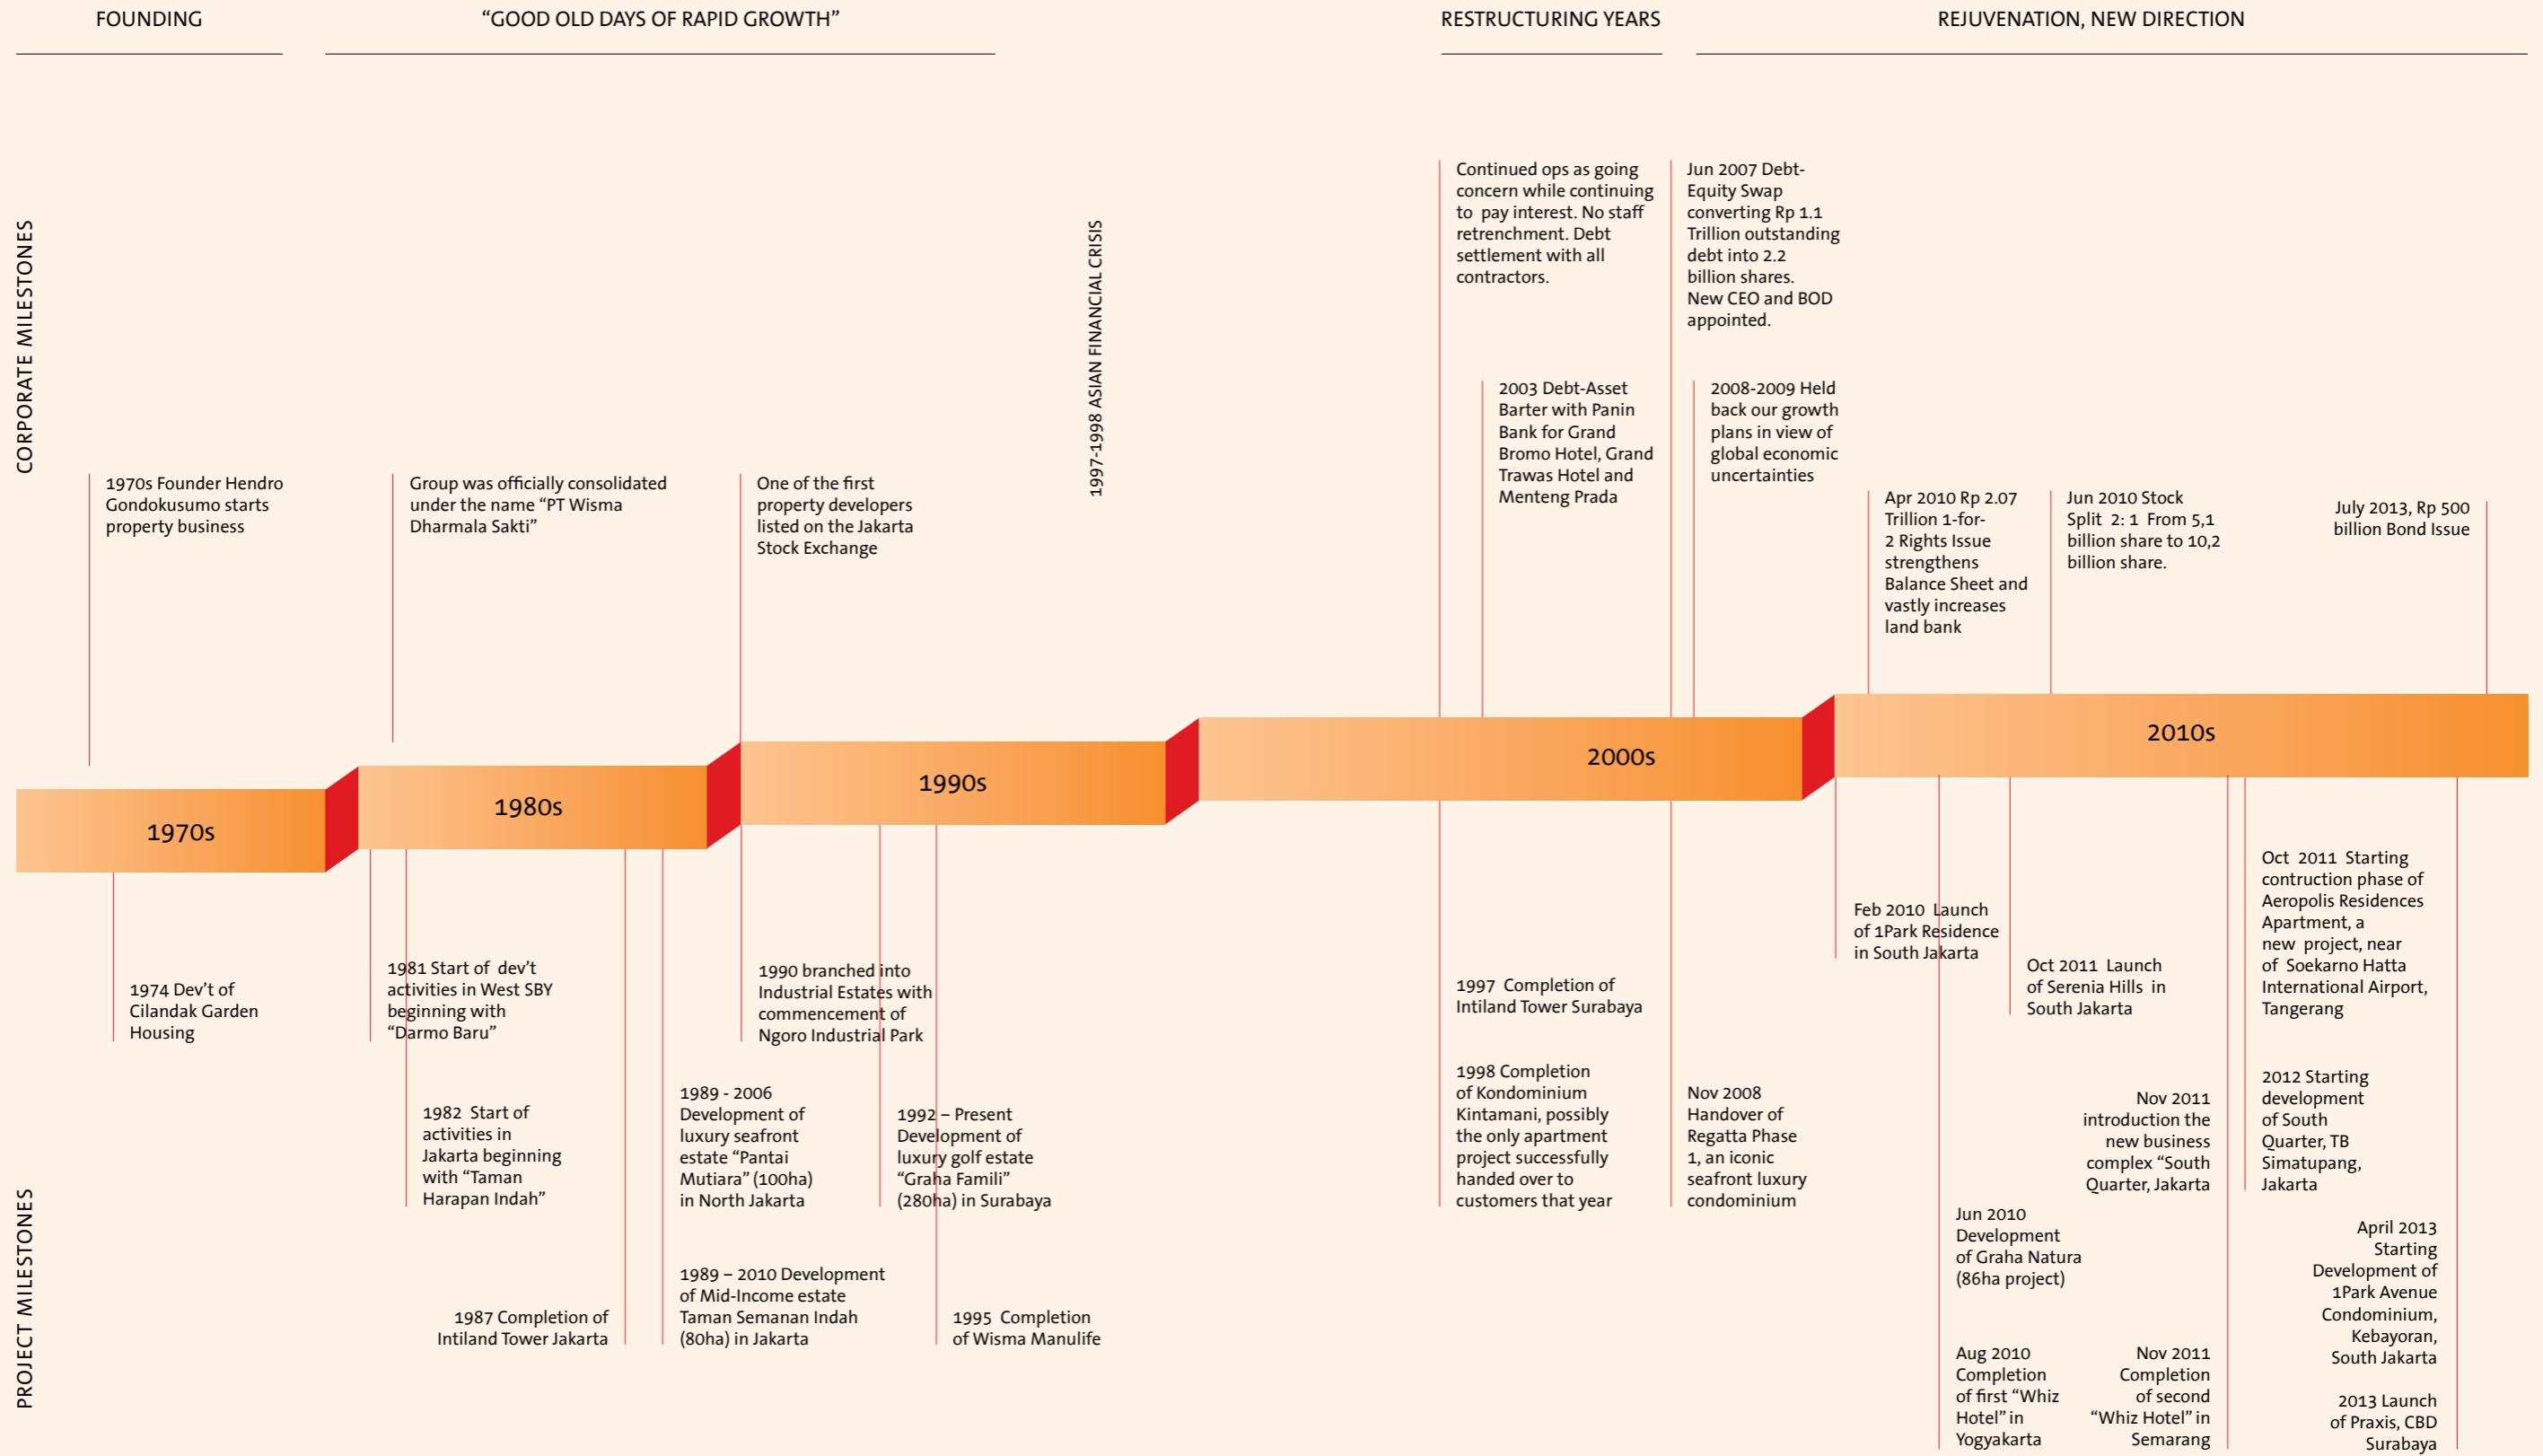 FOUNDING
“GOOD OLD DAYS OF RAPID GROWTH”
RESTRUCTURING YEARS
REJUVENATION, NEW DIRECTION
CORPORATE MILESTONES
1970s Founder Hendro
Gondokusumo starts
property business
Group was officially consolidated
under the name “PT Wisma
Dharmala Sakti”
One of the first
property developers
listed on the Jakarta
Stock Exchange
1997-1998 ASIAN FINANCIAL CRISIS
Continued ops as going
concern while continuing
to pay interest. No staff
retrenchment. Debt
settlement with all
contractors.
2003 Debt-Asset
Barter with Panin
Bank for Grand
Bromo Hotel, Grand
Trawas Hotel and
Menteng Prada
Jun 2007 Debt-
Equity Swap
converting Rp 1.1
Trillion outstanding
debt into 2.2
billion shares.
New CEO and BOD
appointed.
2008-2009 Held
back our growth
plans in view of
global economic
uncertainties
Apr 2010 Rp 2.07
Trillion 1-for-
2 Rights Issue
strengthens
Balance Sheet and
vastly increases
land bank
Jun 2010 Stock
Split 2: 1 From 5,1
billion share to 10,2
billion share.
July 2013, Rp 500
billion Bond Issue
1970s
1980s
1990s
2000s
2010s
PROJECT MILESTONES
1974 Dev’t of
Cilandak Garden
Housing
1981 Start of dev’t
activities in West SBY
beginning with
“Darmo Baru”
1982 Start of
activities in
Jakarta beginning
with “Taman
Harapan Indah”
1987 Completion of
Intiland Tower Jakarta
1989 - 2006
Development of
luxury seafront
estate “Pantai
Mutiara” (100ha)
in North Jakarta
1989 – 2010 Development
of Mid-Income estate
Taman Semanan Indah
(80ha) in Jakarta
1990 branched into
Industrial Estates with
commencement of
Ngoro Industrial Park
1992 – Present
Development of
luxury golf estate
“Graha Famili”
(280ha) in Surabaya
1995 Completion
of Wisma Manulife
1997 Completion of
Intiland Tower Surabaya
1998 Completion
of Kondominium
Kintamani, possibly
the only apartment
project successfully
handed over to
customers that year
Nov 2008
Handover of
Regatta Phase
1, an iconic
seafront luxury
condominium
Feb 2010 Launch
of 1Park Residence
in South Jakarta
Jun 2010
Development
of Graha Natura
(86ha project)
Aug 2010
Completion
of first “Whiz
Hotel” in
Yogyakarta
Oct 2011 Launch
of Serenia Hills in
South Jakarta
Nov 2011
introduction the
new business
complex “South
Quarter, Jakarta
Nov 2011
Completion
of second
“Whiz Hotel” in
Semarang
Oct 2011 Starting
contruction phase of
Aeropolis Residences
Apartment, a
new project, near
of Soekarno Hatta
International Airport,
Tangerang
2012 Starting
development
of South
Quarter, TB
Simatupang,
Jakarta
April 2013
Starting
Development of
1Park Avenue
Condominium,
Kebayoran,
South Jakarta
2013 Launch
of Praxis, CBD
Surabaya